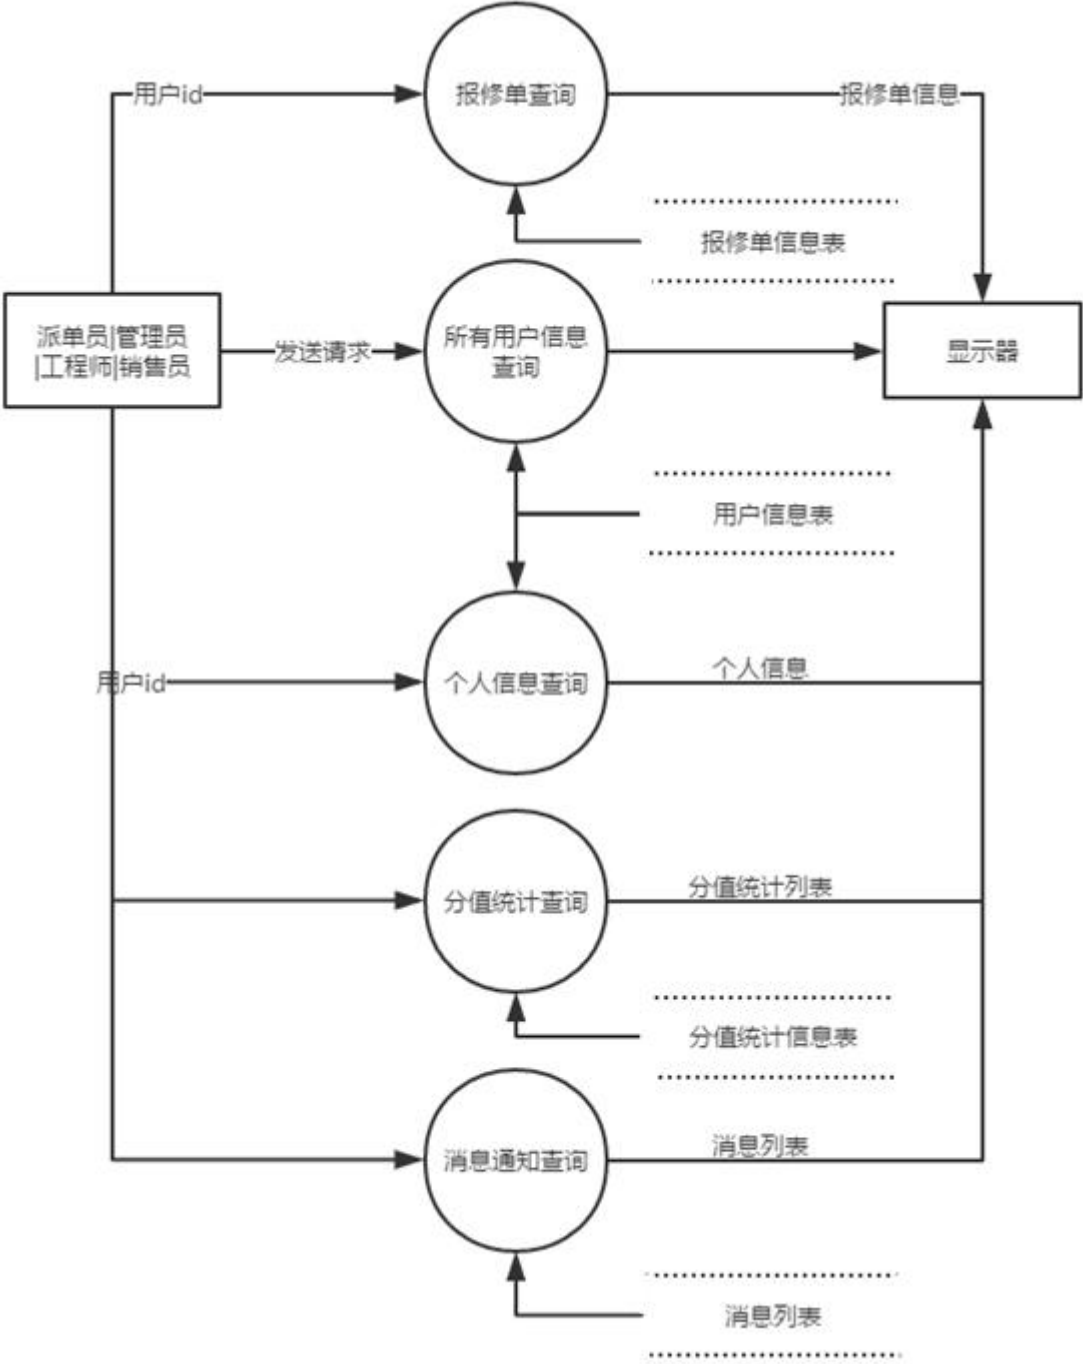 报修单查询
用户id
报修单信息
报修单信息表
派单员|管理员
|工程师|销售员
发送请求
所有用户信息
查询
显示器
用户信息表
用户id
个人信息查询
个人信息
分值统计查询
分值统计列表
分值统计信息表
消息通知查询
消息列表
消息列表